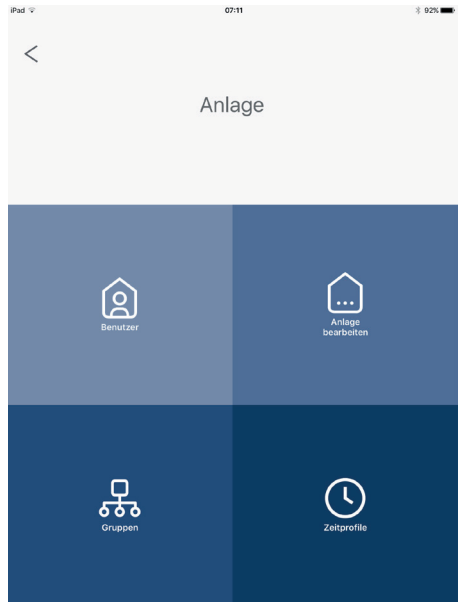 iPad 07:11 92%
Anlage
Benutzer
Anlage
bearbeiten
Gruppen
Zeitprofile